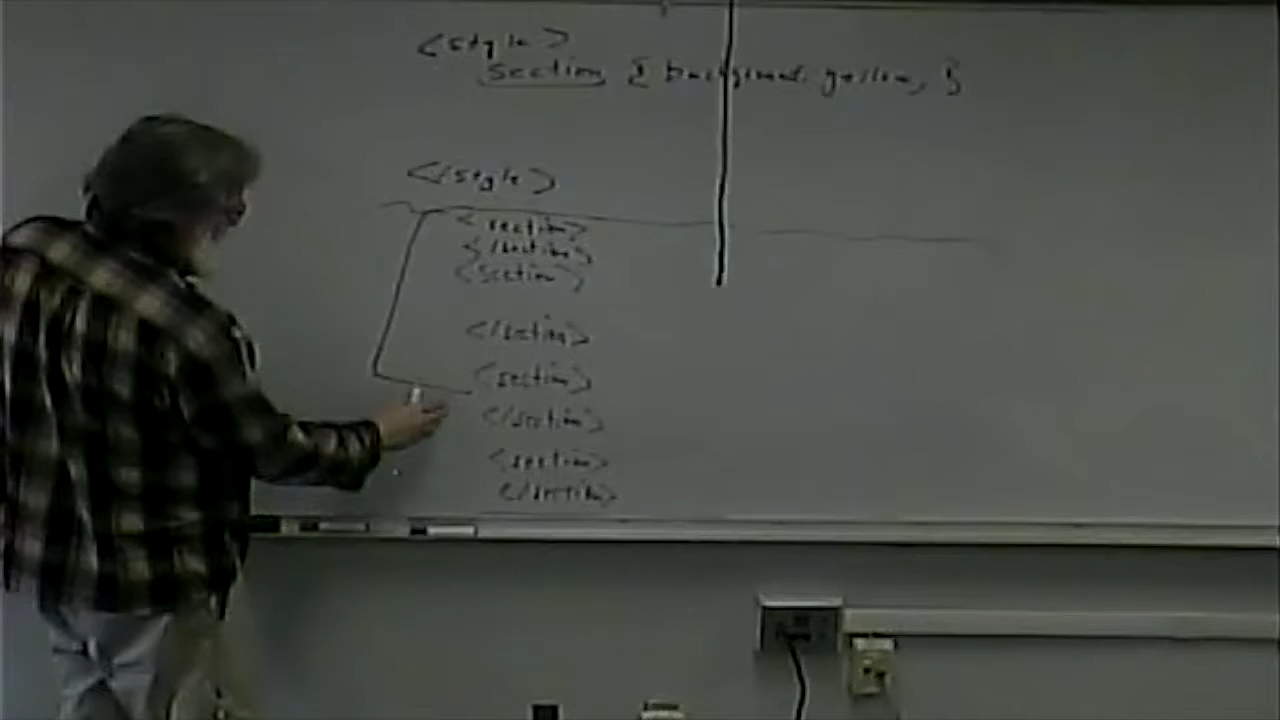 <style>
section { background: yellow; }
</style>
<section>
</section>
<section>
</section>
<section>
</section>
<section>
</section>